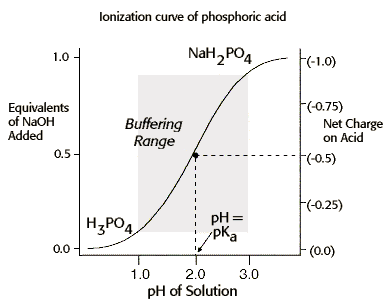 Ionization curve of phosphoric acid
NaH2PO4
1.0
(-1.0)
Equivalents
of NaOH
Added
Buffering
Range
(-0.75)
Net Charge
on Acid
0.5
(-0.5)
H3PO4
pH =
pKa
(-0.25)
0.0
(0.0)
1.0 2.0 3.0
pH of Solution